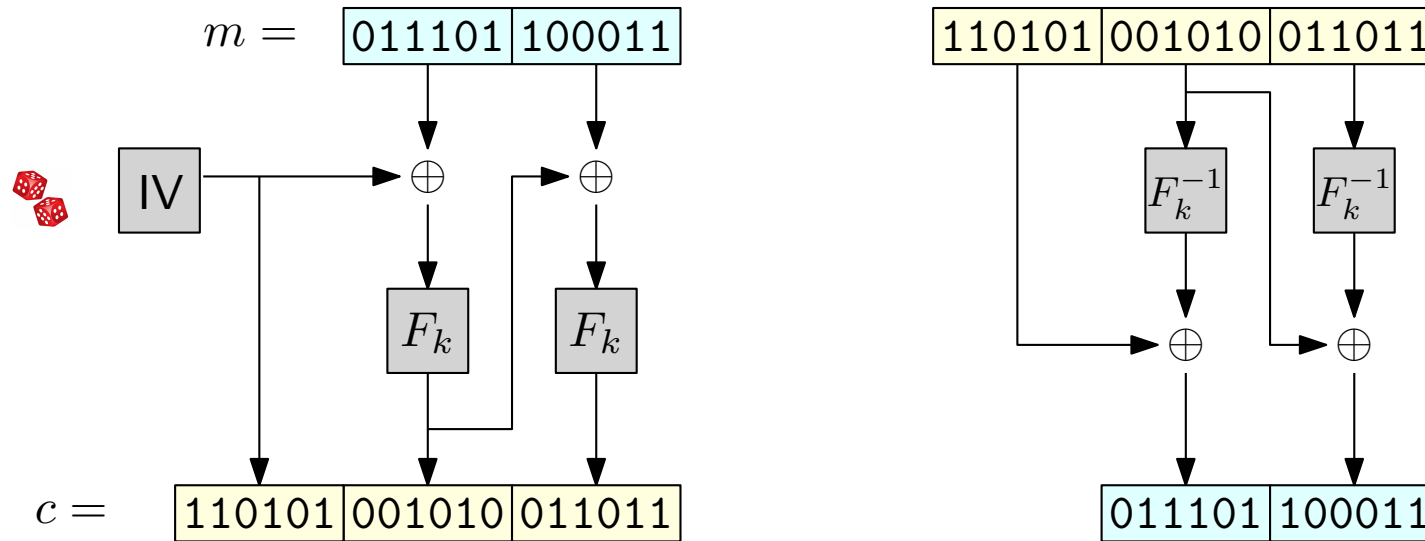 m = 011101 100011
IV
F_k F_k
c = 110101 001010 011011
110101 001010 011011
F_k^{-1} F_k^{-1}
011101 100011